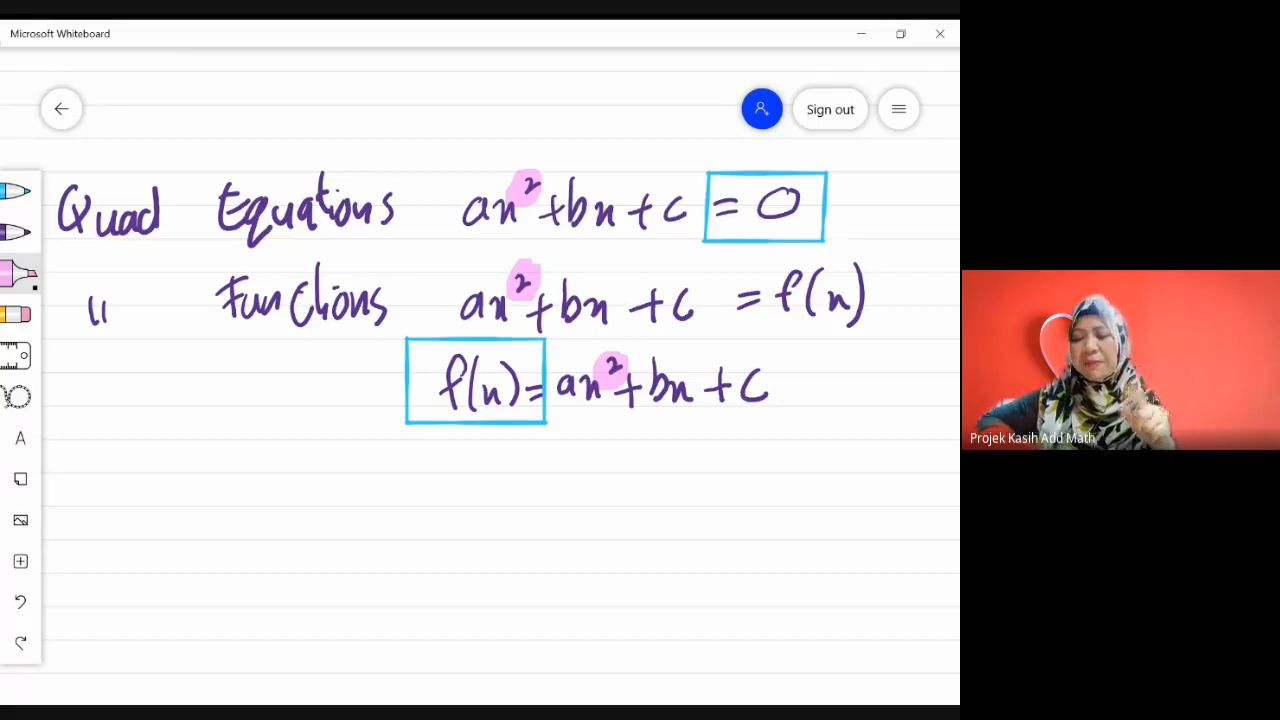 Microsoft Whiteboard
Sign out
Quad Equations ax² + bx + c = 0
" Functions ax² + bx + c = f(x)
f(x) = ax² + bx + c
A
Projek Kasih Add Math